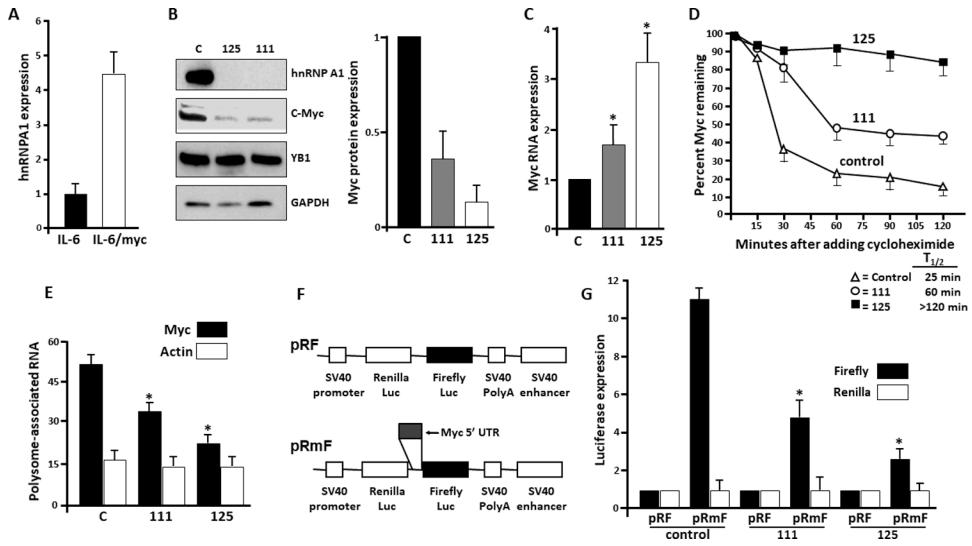 A
hnRNPA1 expression
6
5
4
3
2
1
0
IL-6
IL-6/myc
B
C 125 111
hnRNP A1
C-Myc
YB1
GAPDH
Myc protein expression
1
0.5
0
C 111 125
C
Myc RNA expression
4
2
0
*
*
C 111 125
D
Percent Myc remaining
100
90
80
70
60
50
40
30
20
10
0
125
111
control
15 30 45 60 75 90 105 120
Minutes after adding cycloheximide
T1/2
= Control 25 min
= 111 60 min
= 125 >120 min
E
Myc
Actin
Polysome-associated RNA
60
45
30
15
0
*
*
C 111 125
F
pRF
SV40 promoter
Renilla Luc
Firefly Luc
SV40 PolyA
SV40 enhancer
pRmF
Myc 5′ UTR
SV40 promoter
Renilla Luc
Firefly Luc
SV40 PolyA
SV40 enhancer
G
Luciferase expression
12
10
8
6
4
2
0
Firefly
Renilla
*
*
pRF pRmF pRF pRmF pRF pRmF
control 111 125